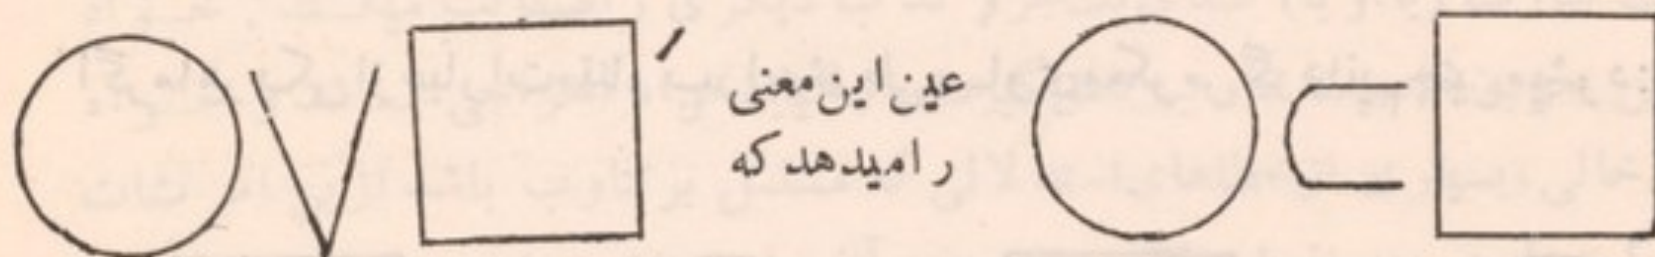 عین این معنی
را میدهد که